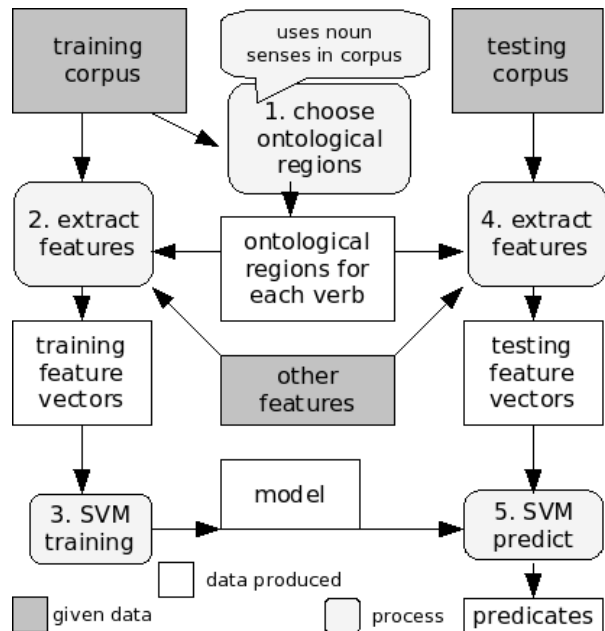 training
corpus
uses noun
senses in corpus
testing
corpus
1. choose
ontological
regions
2. extract
features
ontological
regions for
each verb
4. extract
features
training
feature
vectors
other
features
testing
feature
vectors
3. SVM
training
model
5. SVM
predict
data produced
given data
process
predicates